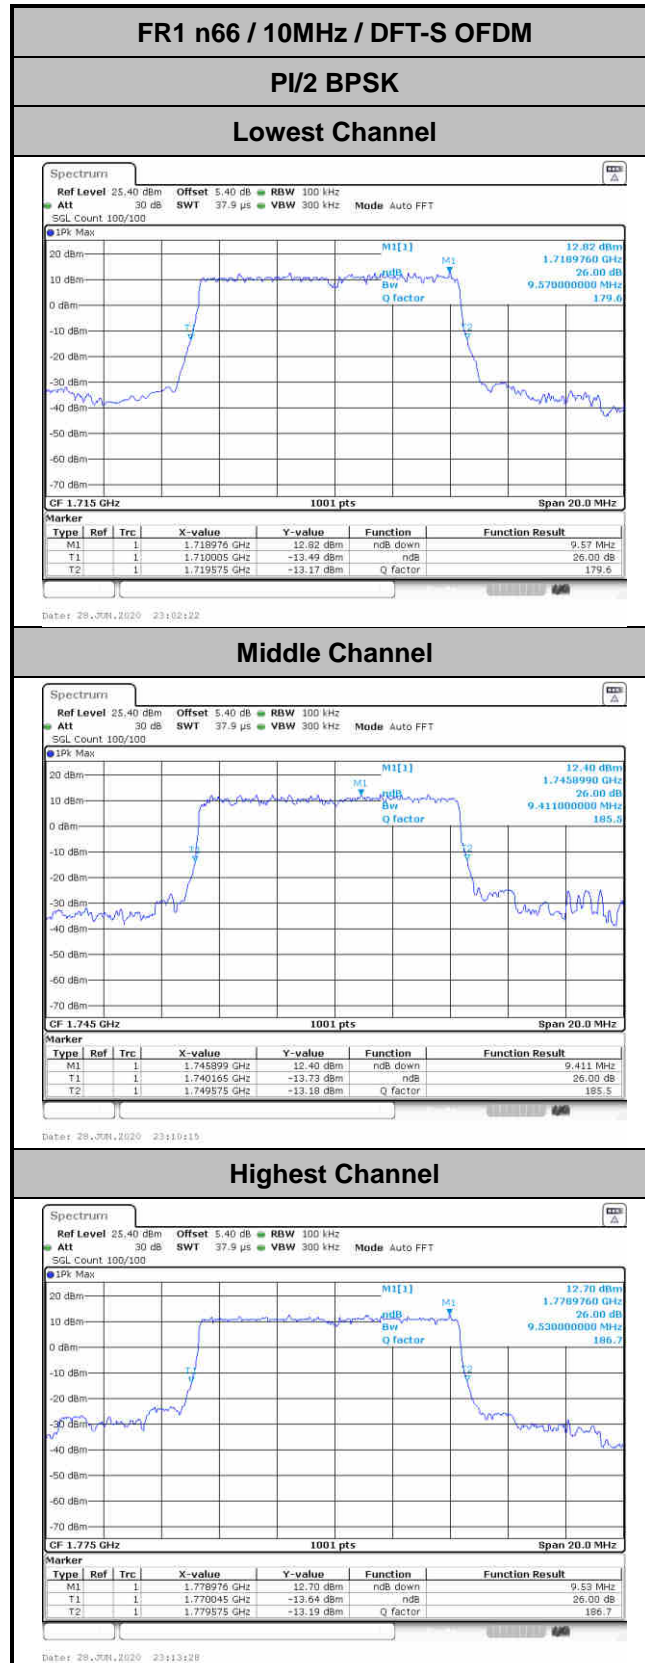 FR1 n66 / 10MHz / DFT-S OFDM
PI/2 BPSK
Lowest Channel
Spectrum
Ref Level 25.40 dBm Offset 5.40 dB RBW 100 kHz
Att 30 dB SWT 37.9 µs VBW 300 kHz Mode Auto FFT
SGL Count 100/100
1Pk Max
M1[1] 12.82 dBm
1.7189760 GHz
ndB 26.00 dB
Bw 9.570000000 MHz
Q factor 179.6
M1
T1
T2
20 dBm
10 dBm
0 dBm
-10 dBm
-20 dBm
-30 dBm
-40 dBm
-50 dBm
-60 dBm
-70 dBm
CF 1.715 GHz 1001 pts Span 20.0 MHz
Marker
Type Ref Trc X-value Y-value Function Function Result
M1 1 1.718976 GHz 12.82 dBm ndB down 9.57 MHz
T1 1 1.710005 GHz -13.49 dBm ndB 26.00 dB
T2 1 1.719575 GHz -13.17 dBm Q factor 179.6
Date: 28.JUN.2020 23:02:22
Middle Channel
Spectrum
Ref Level 25.40 dBm Offset 5.40 dB RBW 100 kHz
Att 30 dB SWT 37.9 µs VBW 300 kHz Mode Auto FFT
SGL Count 100/100
1Pk Max
M1[1] 12.40 dBm
1.7458990 GHz
ndB 26.00 dB
Bw 9.411000000 MHz
Q factor 185.5
M1
T2
20 dBm
10 dBm
0 dBm
-10 dBm
-20 dBm
-30 dBm
-40 dBm
-50 dBm
-60 dBm
-70 dBm
CF 1.745 GHz 1001 pts Span 20.0 MHz
Marker
Type Ref Trc X-value Y-value Function Function Result
M1 1 1.745899 GHz 12.40 dBm ndB down 9.411 MHz
T1 1 1.740165 GHz -13.73 dBm ndB 26.00 dB
T2 1 1.749575 GHz -13.18 dBm Q factor 185.5
Date: 28.JUN.2020 23:10:15
Highest Channel
Spectrum
Ref Level 25.40 dBm Offset 5.40 dB RBW 100 kHz
Att 30 dB SWT 37.9 µs VBW 300 kHz Mode Auto FFT
SGL Count 100/100
1Pk Max
M1[1] 12.70 dBm
1.7789760 GHz
ndB 26.00 dB
Bw 9.530000000 MHz
Q factor 186.7
M1
T2
20 dBm
10 dBm
0 dBm
-10 dBm
-20 dBm
-30 dBm
-40 dBm
-50 dBm
-60 dBm
-70 dBm
CF 1.775 GHz 1001 pts Span 20.0 MHz
Marker
Type Ref Trc X-value Y-value Function Function Result
M1 1 1.778976 GHz 12.70 dBm ndB down 9.53 MHz
T1 1 1.770045 GHz -13.64 dBm ndB 26.00 dB
T2 1 1.779575 GHz -13.19 dBm Q factor 186.7
Date: 28.JUN.2020 23:13:28